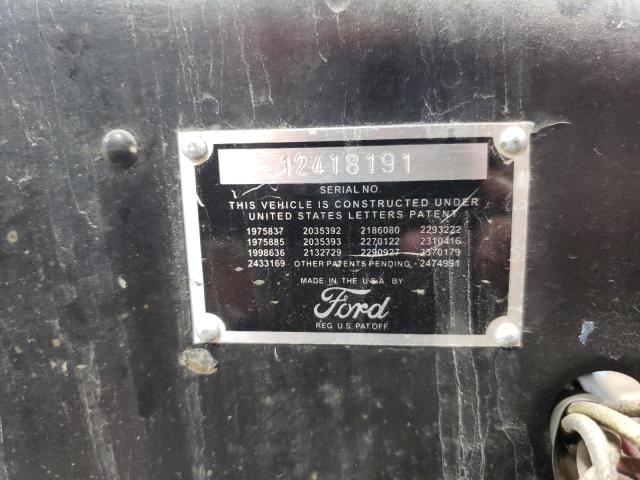 12418191
SERIAL NO.
THIS VEHICLE IS CONSTRUCTED UNDER
UNITED STATES LETTERS PATENT
1975837 2035392 2186080 2293222
1975885 2035393 2270122 2310416
1998636 2132729 2290927 2370179
2433169 OTHER PATENTS PENDING 2474991
MADE IN THE U.S.A. BY
Ford
REG. U.S. PAT. OFF.